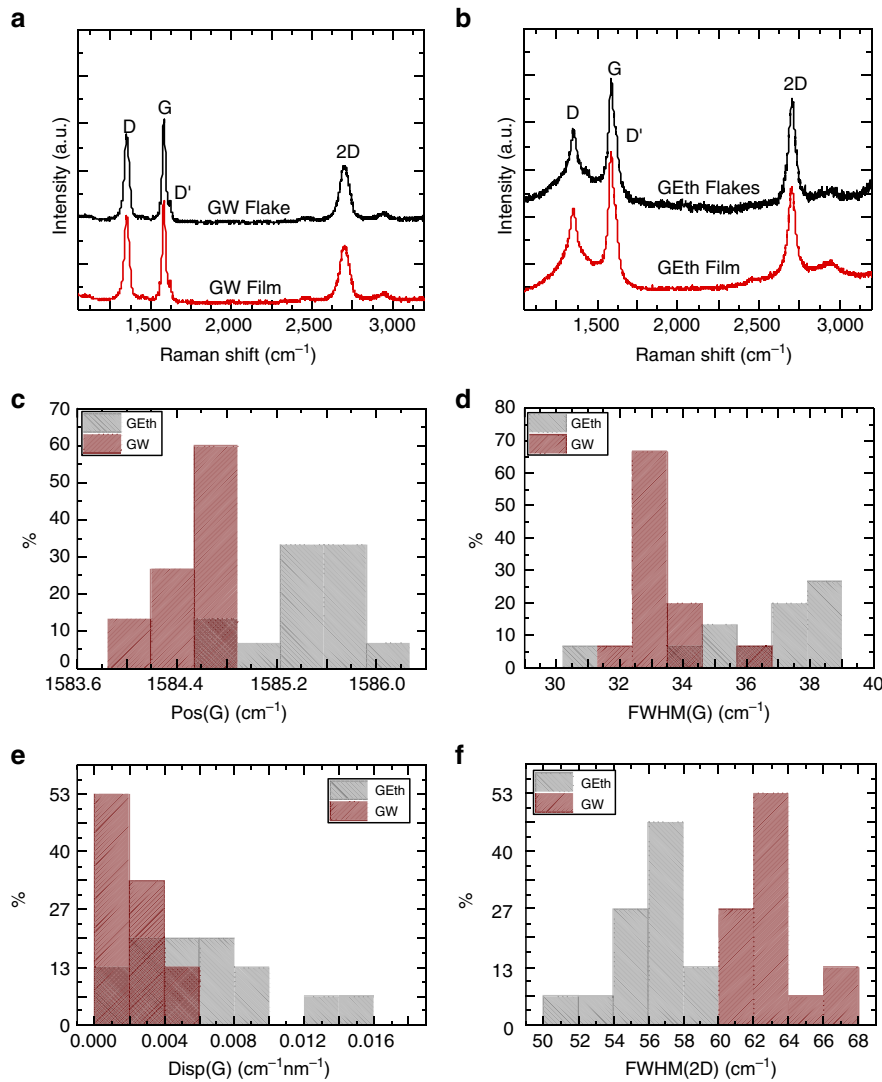 a
Intensity (a.u.)
D
G
D'
2D
GW Flake
GW Film
1,500
2,000
2,500
3,000
Raman shift (cm⁻¹)
b
Intensity (a.u.)
D
G
D'
2D
GEth Flakes
GEth Film
1,500
2,000
2,500
3,000
Raman shift (cm⁻¹)
c
70
60
50
40
30
20
10
0
%
GEth
GW
1583.6
1584.4
1585.2
1586.0
Pos(G) (cm⁻¹)
d
80
70
60
50
40
30
20
10
0
%
GEth
GW
30
32
34
36
38
40
FWHM(G) (cm⁻¹)
e
53
40
27
13
0
%
GEth
GW
0.000
0.004
0.008
0.012
0.016
Disp(G) (cm⁻¹nm⁻¹)
f
53
40
27
13
0
%
GEth
GW
50
52
54
56
58
60
62
64
66
68
FWHM(2D) (cm⁻¹)